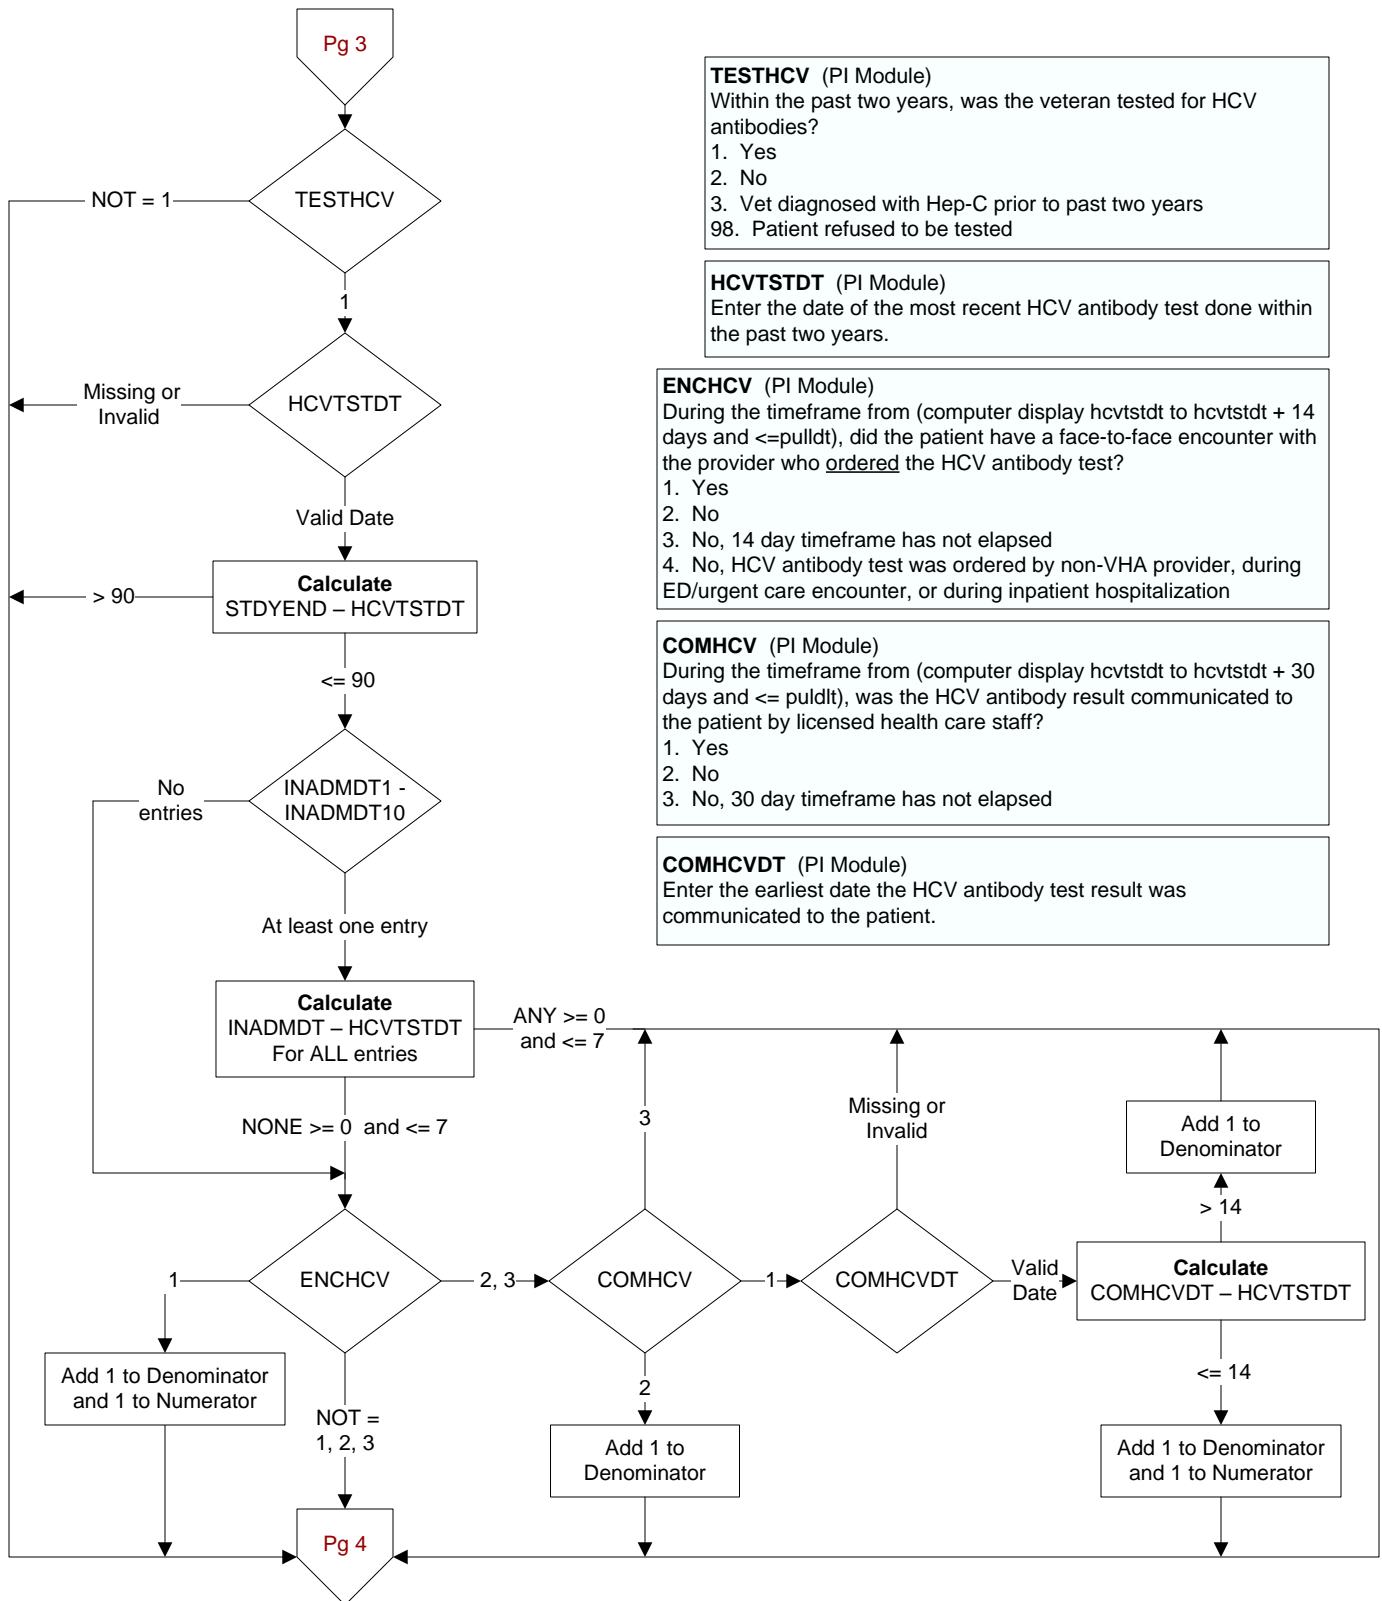 Pg 3
TESTHCV (PI Module)
Within the past two years, was the veteran tested for HCV
antibodies?
1. Yes
2. No
3. Vet diagnosed with Hep-C prior to past two years
98. Patient refused to be tested
NOT = 1
TESTHCV
1
HCVTSTDT (PI Module)
Enter the date of the most recent HCV antibody test done within
the past two years.
Missing or
Invalid
HCVTSTDT
Valid Date
ENCHCV (PI Module)
During the timeframe from (computer display hcvtstdt to hcvtstdt + 14
days and <=pulldt), did the patient have a face-to-face encounter with
the provider who ordered the HCV antibody test?
1. Yes
2. No
3. No, 14 day timeframe has not elapsed
4. No, HCV antibody test was ordered by non-VHA provider, during
ED/urgent care encounter, or during inpatient hospitalization
> 90
Calculate
STDYEND – HCVTSTDT
<= 90
COMHCV (PI Module)
During the timeframe from (computer display hcvtstdt to hcvtstdt + 30
days and <= puldlt), was the HCV antibody result communicated to
the patient by licensed health care staff?
1. Yes
2. No
3. No, 30 day timeframe has not elapsed
No
entries
INADMDT1 -
INADMDT10
At least one entry
COMHCVDT (PI Module)
Enter the earliest date the HCV antibody test result was
communicated to the patient.
Calculate
INADMDT – HCVTSTDT
For ALL entries
ANY >= 0
and <= 7
NONE >= 0 and <= 7
3
Missing or
Invalid
Add 1 to
Denominator
> 14
1
ENCHCV
2, 3
COMHCV
1
COMHCVDT
Valid
Date
Calculate
COMHCVDT – HCVTSTDT
<= 14
Add 1 to Denominator
and 1 to Numerator
NOT =
1, 2, 3
2
Add 1 to
Denominator
Add 1 to Denominator
and 1 to Numerator
Pg 4